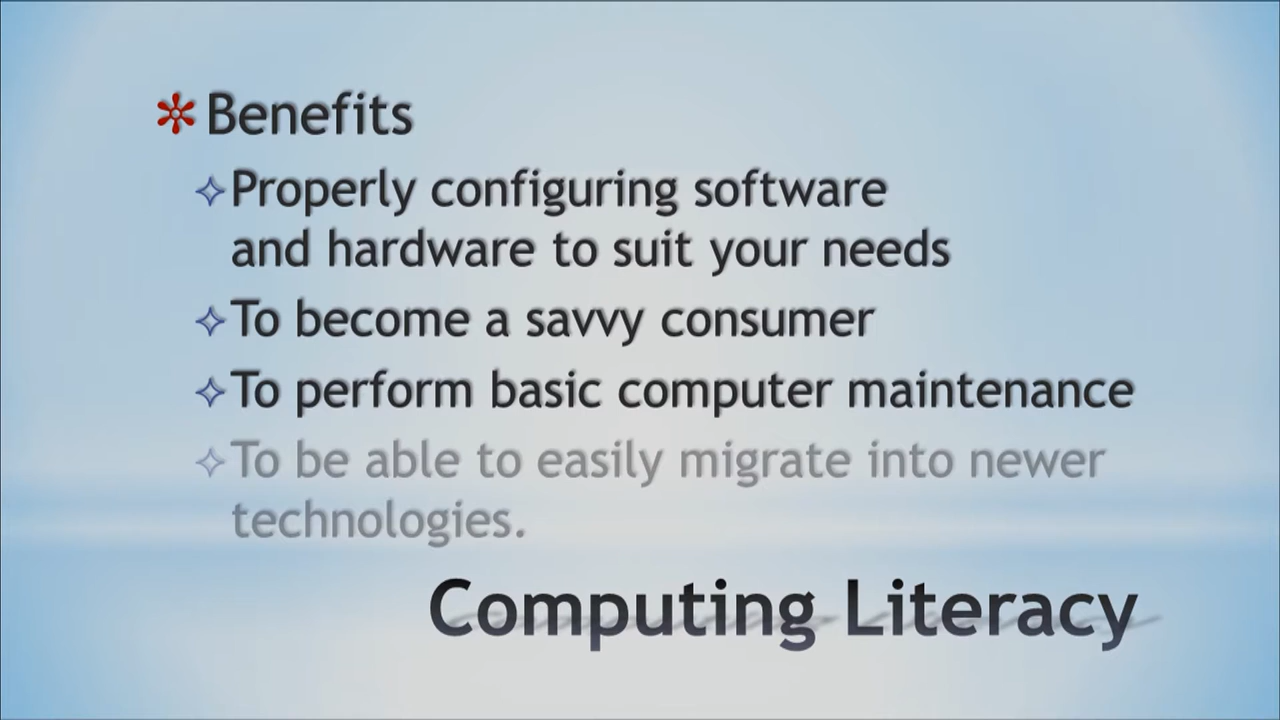 Benefits
Properly configuring software
and hardware to suit your needs
To become a savvy consumer
To perform basic computer maintenance
To be able to easily migrate into newer
technologies.
Computing Literacy